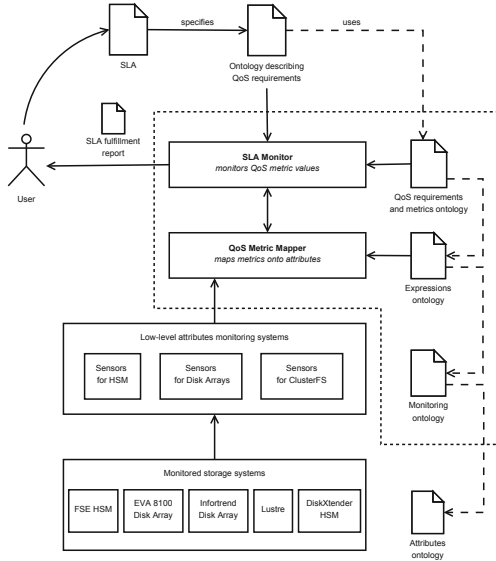 specifies
uses
SLA
Ontology describing
QoS requirements
SLA fulfillment
report
User
SLA Monitor
monitors QoS metric values
QoS requirements
and metrics ontology
QoS Metric Mapper
maps metrics onto attributes
Expressions
ontology
Low-level attributes monitoring systems
Sensors
for HSM
Sensors
for Disk Arrays
Sensors
for ClusterFS
Monitoring
ontology
Monitored storage systems
FSE HSM
EVA 8100
Disk Array
Infortrend
Disk Array
Lustre
DiskXtender
HSM
Attributes
ontology